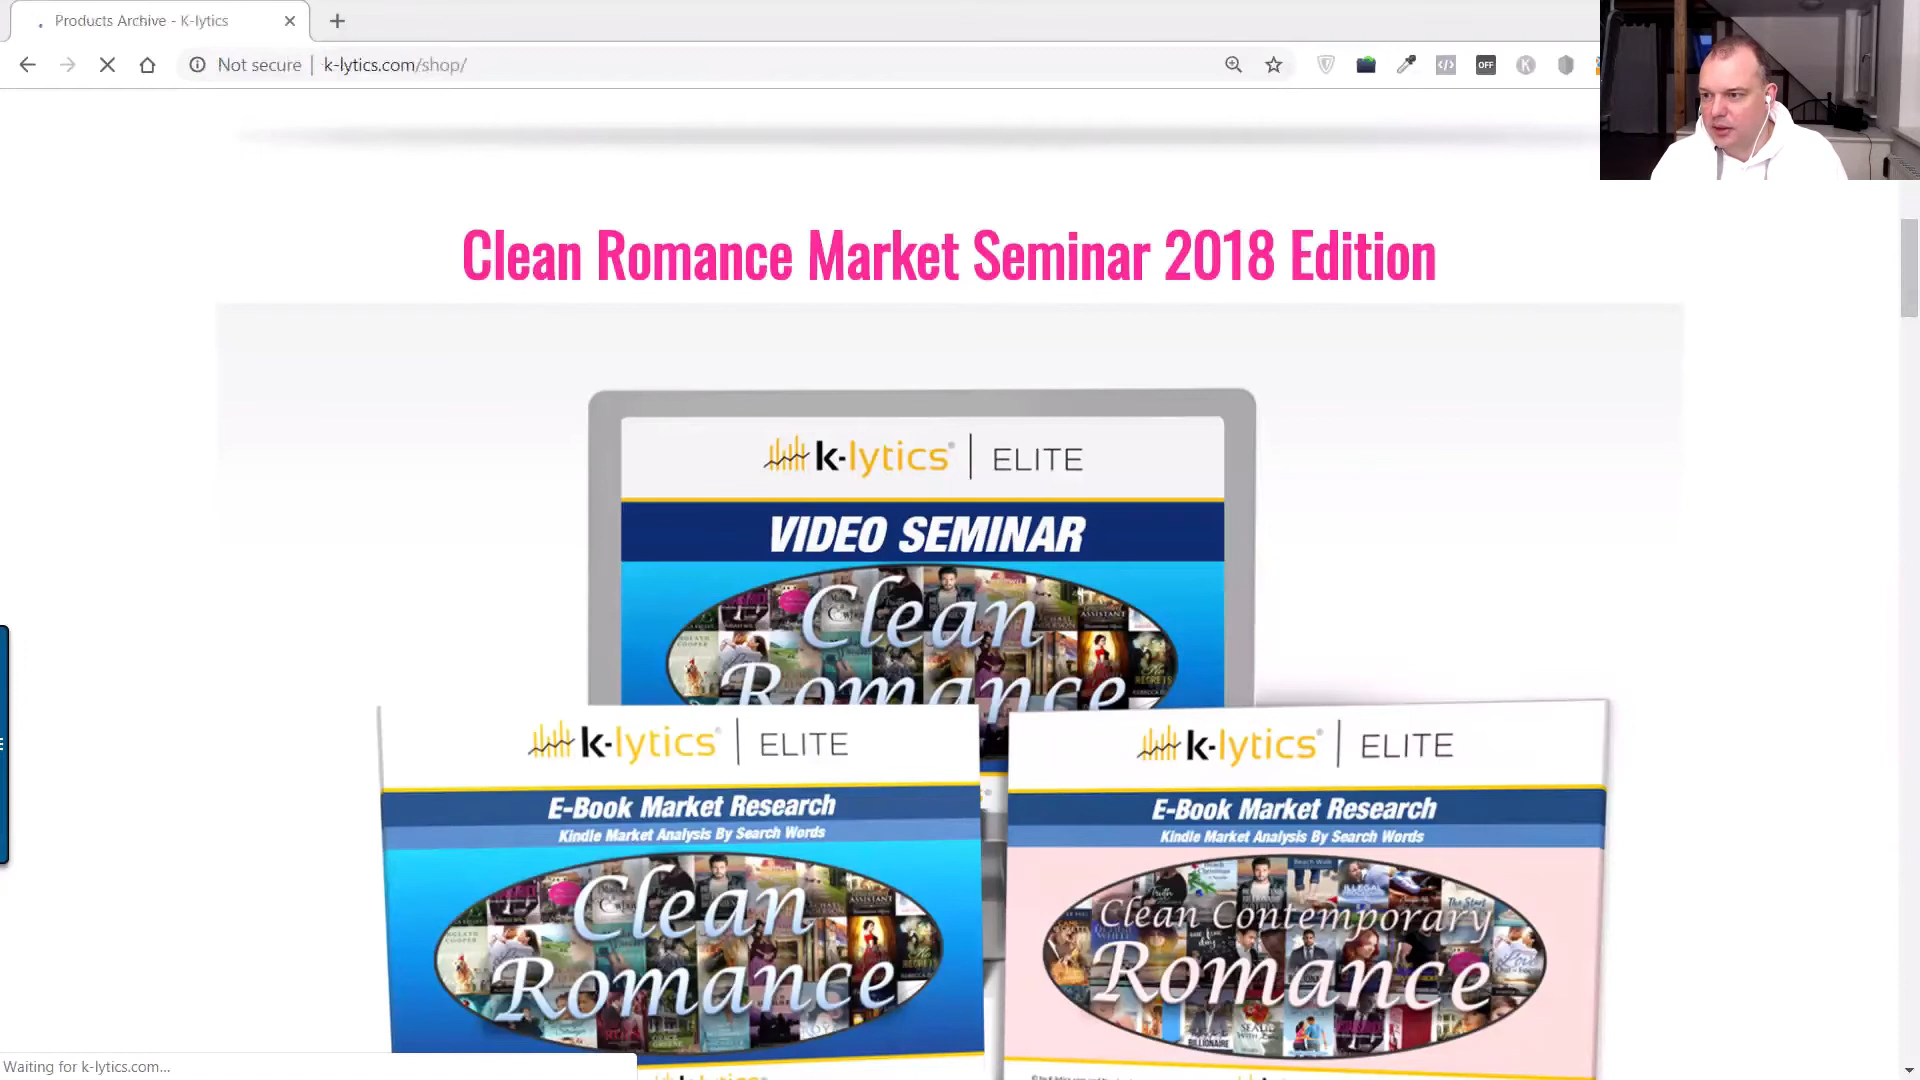 Products Archive - K-lytics
Not secure
k-lytics.com/shop/
OFF
Clean Romance Market Seminar 2018 Edition
k-lytics® | ELITE
VIDEO SEMINAR
Clean
Romance
k-lytics® | ELITE
E-Book Market Research
Kindle Market Analysis By Search Words
Clean
Romance
k-lytics® | ELITE
E-Book Market Research
Kindle Market Analysis By Search Words
Clean Contemporary
Romance
Waiting for k-lytics.com...